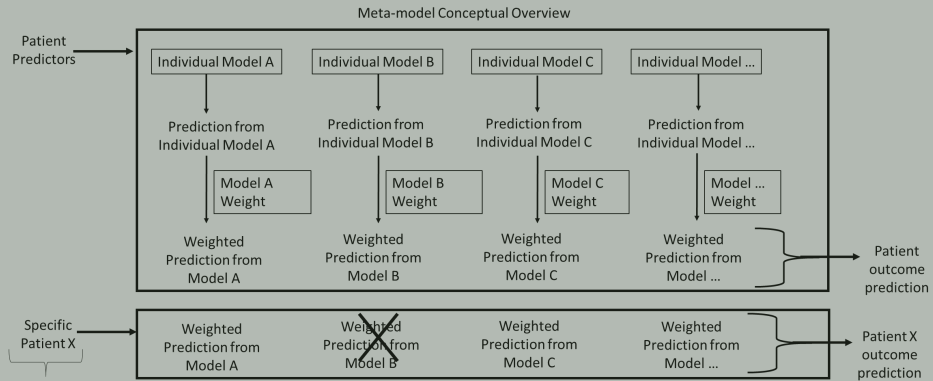 Meta-model Conceptual Overview
Patient
Predictors
Individual Model A
Individual Model B
Individual Model C
Individual Model ...
Prediction from
Individual Model A
Prediction from
Individual Model B
Prediction from
Individual Model C
Prediction from
Individual Model ...
Model A
Weight
Model B
Weight
Model C
Weight
Model ...
Weight
Weighted
Prediction from
Model A
Weighted
Prediction from
Model B
Weighted
Prediction from
Model C
Weighted
Prediction from
Model ...
Patient
outcome
prediction
Specific
Patient X
Weighted
Prediction from
Model A
Weighted
Prediction from
Model B
Weighted
Prediction from
Model C
Weighted
Prediction from
Model ...
Patient X
outcome
prediction